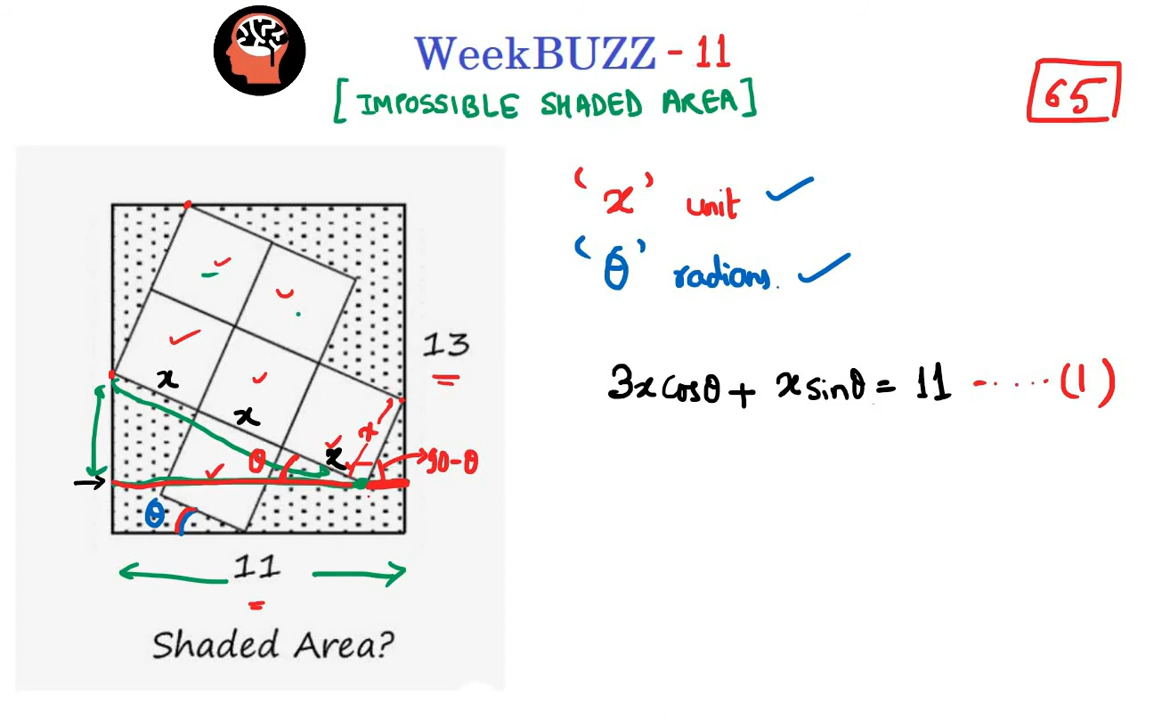 WeekBUZZ - 11
[IMPOSSIBLE SHADED AREA]
65
'x' unit
'θ' radians.
13
x
x
x
x
θ
90-θ
θ
3x cosθ + x sinθ = 11 ------(1)
11
Shaded Area?